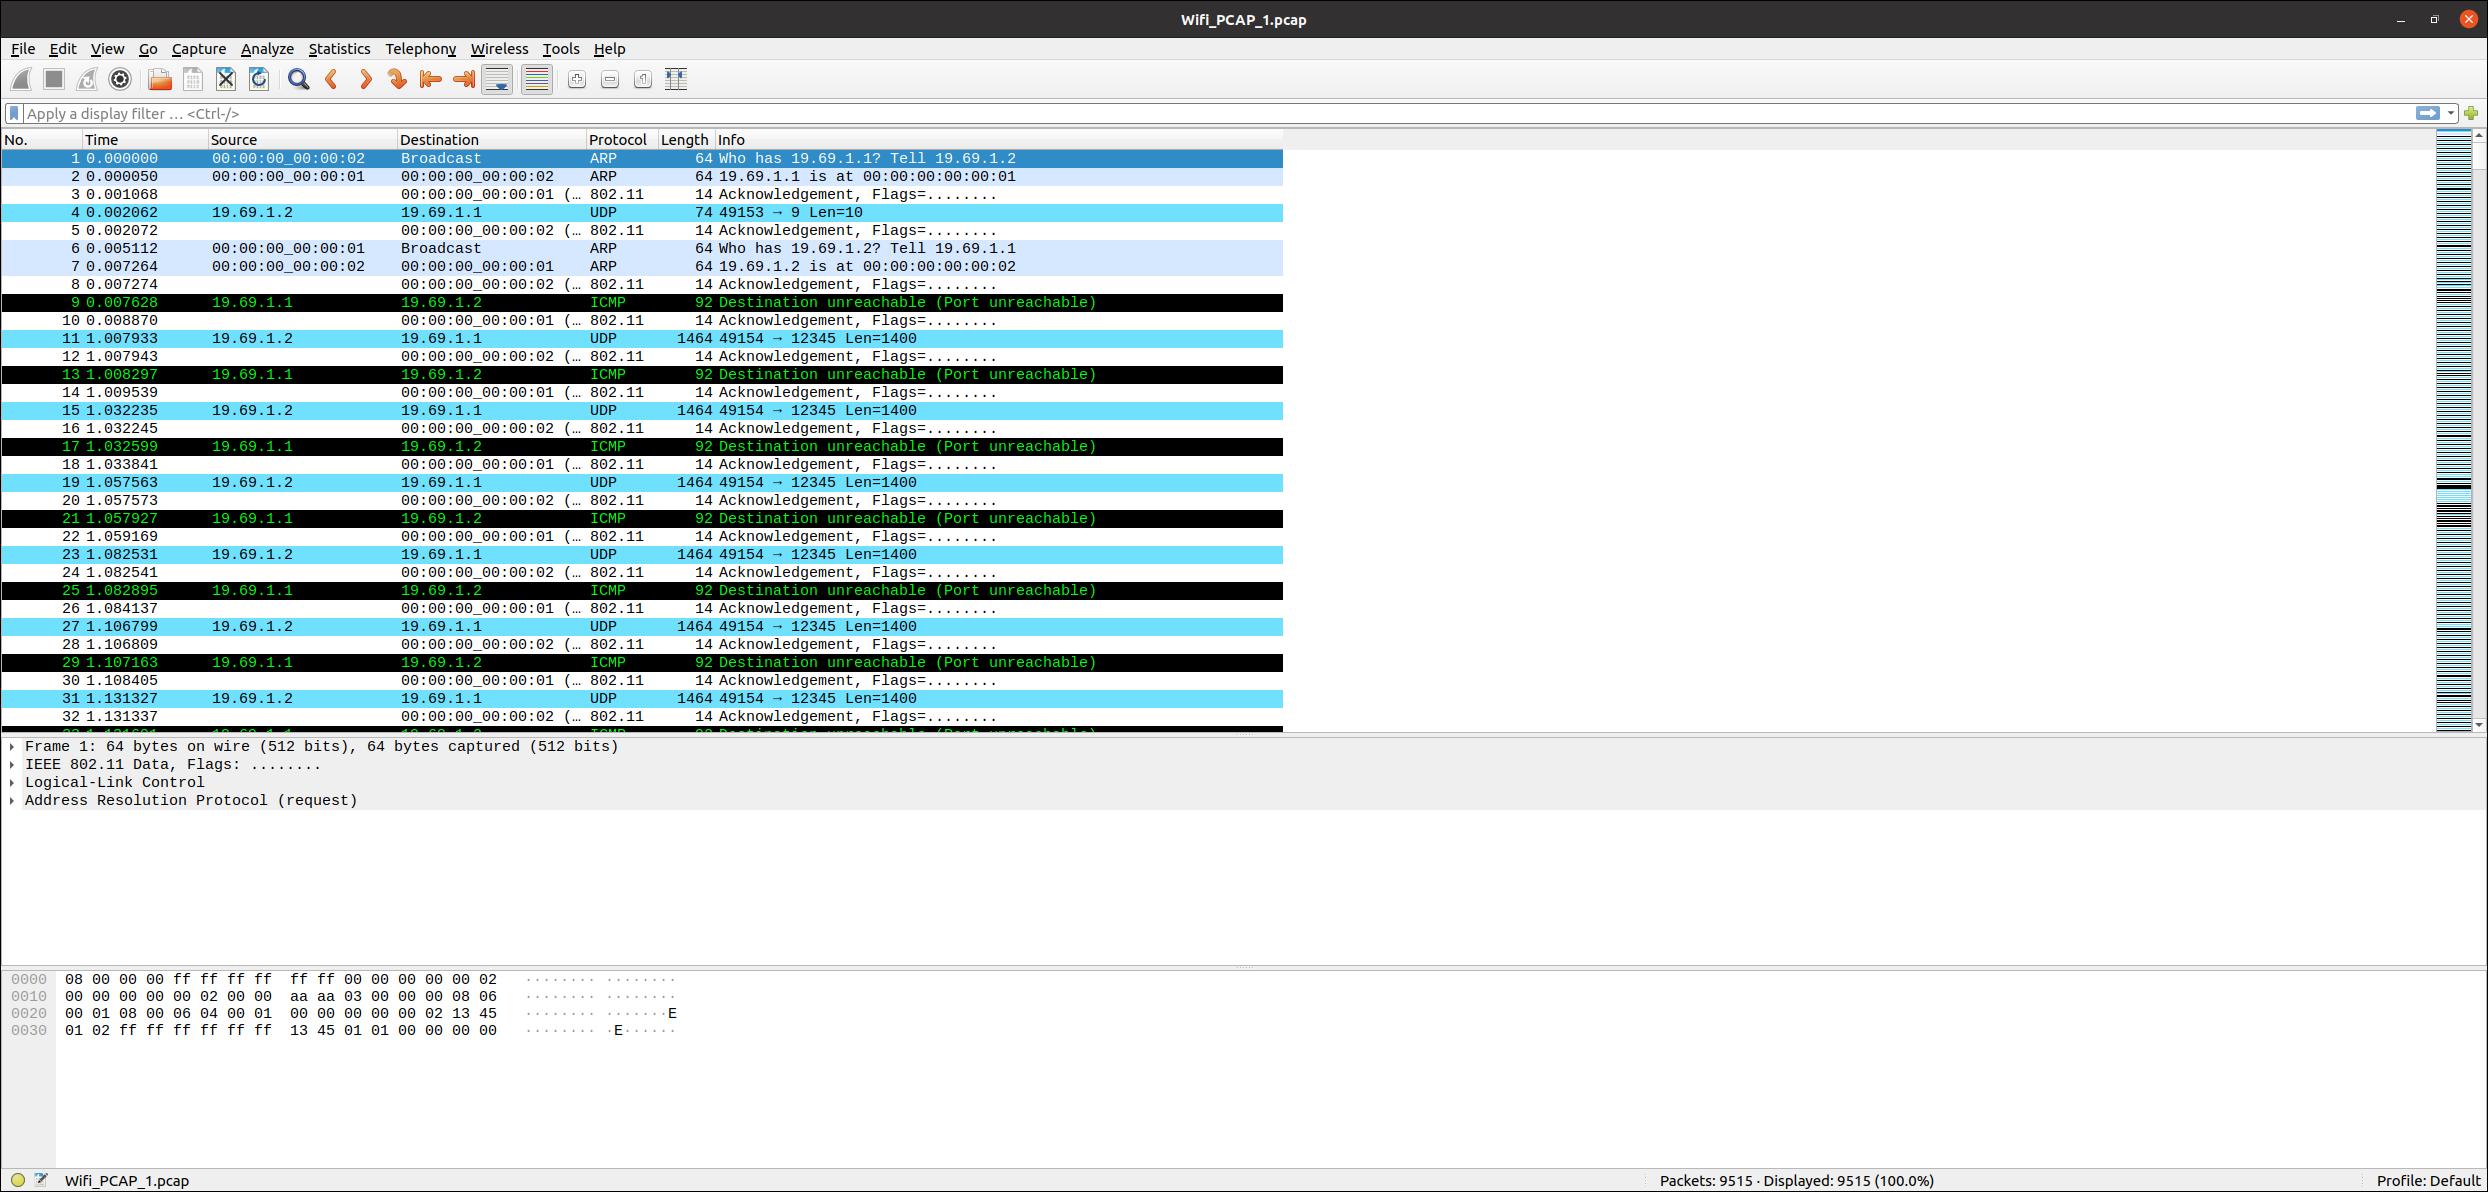 Wifi_PCAP_1.pcap
File Edit View Go Capture Analyze Statistics Telephony Wireless Tools Help
Apply a display filter … <Ctrl-/>
No. Time Source Destination Protocol Length Info
1 0.000000 00:00:00_00:00:02 Broadcast ARP 64 Who has 19.69.1.1? Tell 19.69.1.2
2 0.000050 00:00:00_00:00:01 00:00:00_00:00:02 ARP 64 19.69.1.1 is at 00:00:00:00:00:01
3 0.001068 00:00:00_00:00:01 (… 802.11 14 Acknowledgement, Flags=........
4 0.002062 19.69.1.2 19.69.1.1 UDP 74 49153 → 9 Len=10
5 0.002072 00:00:00_00:00:02 (… 802.11 14 Acknowledgement, Flags=........
6 0.005112 00:00:00_00:00:01 Broadcast ARP 64 Who has 19.69.1.2? Tell 19.69.1.1
7 0.007264 00:00:00_00:00:02 00:00:00_00:00:01 ARP 64 19.69.1.2 is at 00:00:00:00:00:02
8 0.007274 00:00:00_00:00:02 (… 802.11 14 Acknowledgement, Flags=........
9 0.007628 19.69.1.1 19.69.1.2 ICMP 92 Destination unreachable (Port unreachable)
10 0.008870 00:00:00_00:00:01 (… 802.11 14 Acknowledgement, Flags=........
11 1.007933 19.69.1.2 19.69.1.1 UDP 1464 49154 → 12345 Len=1400
12 1.007943 00:00:00_00:00:02 (… 802.11 14 Acknowledgement, Flags=........
13 1.008297 19.69.1.1 19.69.1.2 ICMP 92 Destination unreachable (Port unreachable)
14 1.009539 00:00:00_00:00:01 (… 802.11 14 Acknowledgement, Flags=........
15 1.032235 19.69.1.2 19.69.1.1 UDP 1464 49154 → 12345 Len=1400
16 1.032245 00:00:00_00:00:02 (… 802.11 14 Acknowledgement, Flags=........
17 1.032599 19.69.1.1 19.69.1.2 ICMP 92 Destination unreachable (Port unreachable)
18 1.033841 00:00:00_00:00:01 (… 802.11 14 Acknowledgement, Flags=........
19 1.057563 19.69.1.2 19.69.1.1 UDP 1464 49154 → 12345 Len=1400
20 1.057573 00:00:00_00:00:02 (… 802.11 14 Acknowledgement, Flags=........
21 1.057927 19.69.1.1 19.69.1.2 ICMP 92 Destination unreachable (Port unreachable)
22 1.059169 00:00:00_00:00:01 (… 802.11 14 Acknowledgement, Flags=........
23 1.082531 19.69.1.2 19.69.1.1 UDP 1464 49154 → 12345 Len=1400
24 1.082541 00:00:00_00:00:02 (… 802.11 14 Acknowledgement, Flags=........
25 1.082895 19.69.1.1 19.69.1.2 ICMP 92 Destination unreachable (Port unreachable)
26 1.084137 00:00:00_00:00:01 (… 802.11 14 Acknowledgement, Flags=........
27 1.106799 19.69.1.2 19.69.1.1 UDP 1464 49154 → 12345 Len=1400
28 1.106809 00:00:00_00:00:02 (… 802.11 14 Acknowledgement, Flags=........
29 1.107163 19.69.1.1 19.69.1.2 ICMP 92 Destination unreachable (Port unreachable)
30 1.108405 00:00:00_00:00:01 (… 802.11 14 Acknowledgement, Flags=........
31 1.131327 19.69.1.2 19.69.1.1 UDP 1464 49154 → 12345 Len=1400
32 1.131337 00:00:00_00:00:02 (… 802.11 14 Acknowledgement, Flags=........
Frame 1: 64 bytes on wire (512 bits), 64 bytes captured (512 bits)
IEEE 802.11 Data, Flags: ........
Logical-Link Control
Address Resolution Protocol (request)
0000 08 00 00 00 ff ff ff ff ff ff 00 00 00 00 00 02 ········ ········
0010 00 00 00 00 00 02 00 00 aa aa 03 00 00 00 08 06 ········ ········
0020 00 01 08 00 06 04 00 01 00 00 00 00 00 02 13 45 ········ ·······E
0030 01 02 ff ff ff ff ff ff 13 45 01 01 00 00 00 00 ········ ·E······
Wifi_PCAP_1.pcap Packets: 9515 · Displayed: 9515 (100.0%) Profile: Default